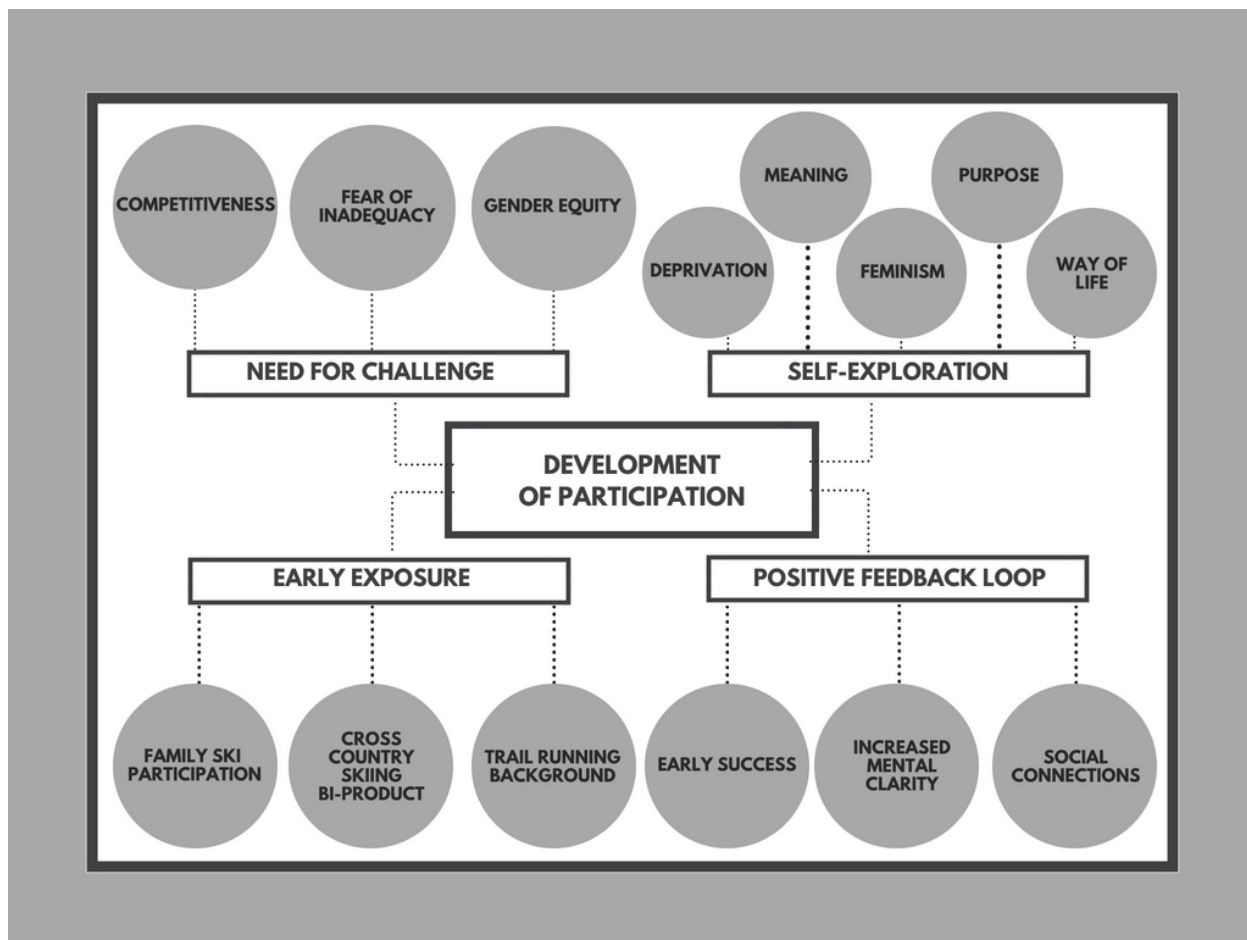 COMPETITIVENESS
FEAR OF
INADEQUACY
GENDER EQUITY
NEED FOR CHALLENGE
DEPRIVATION
MEANING
FEMINISM
PURPOSE
WAY OF
LIFE
SELF-EXPLORATION
DEVELOPMENT
OF PARTICIPATION
EARLY EXPOSURE
FAMILY SKI
PARTICIPATION
CROSS
COUNTRY
SKIING
BI-PRODUCT
TRAIL RUNNING
BACKGROUND
POSITIVE FEEDBACK LOOP
EARLY SUCCESS
INCREASED
MENTAL
CLARITY
SOCIAL
CONNECTIONS